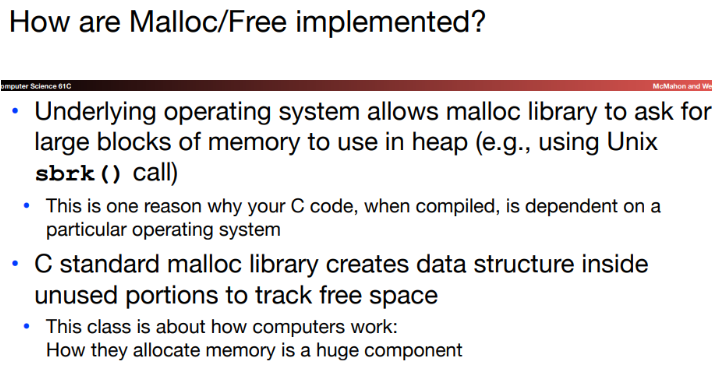 How are Malloc/Free implemented?
omputer Science 61C
McMahon and We
• Underlying operating system allows malloc library to ask for
large blocks of memory to use in heap (e.g., using Unix
sbrk() call)
• This is one reason why your C code, when compiled, is dependent on a
particular operating system
• C standard malloc library creates data structure inside
unused portions to track free space
• This class is about how computers work:
How they allocate memory is a huge component